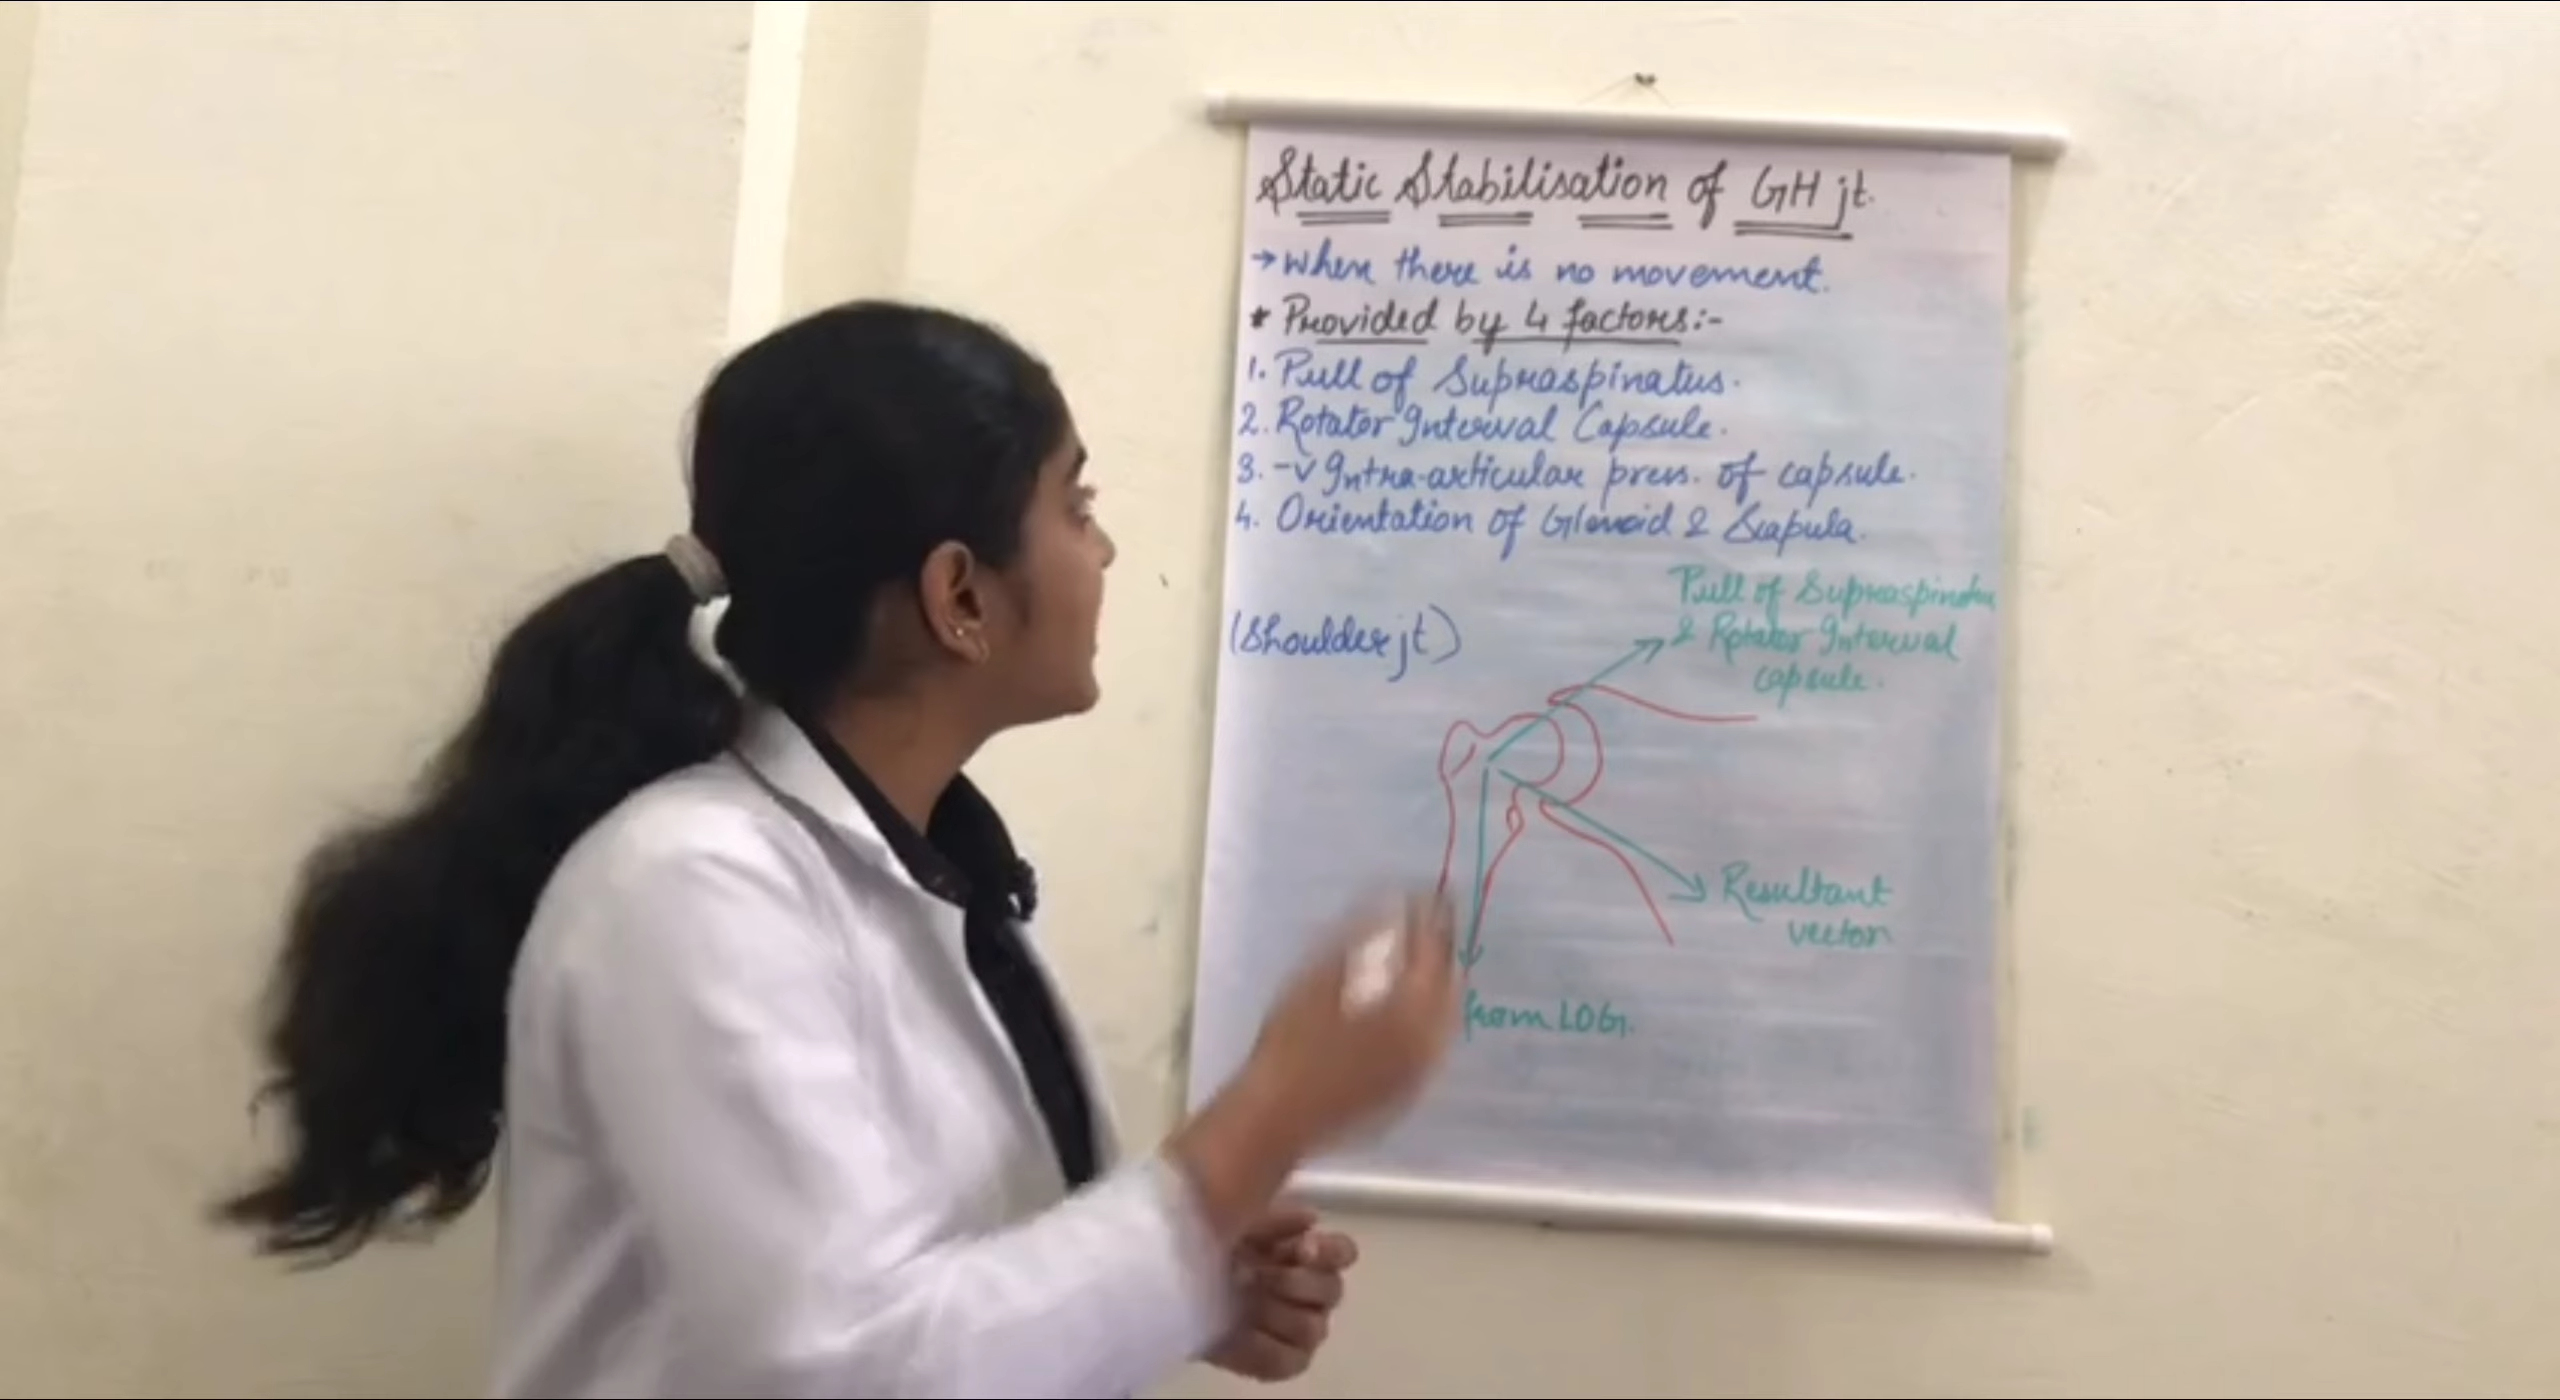 Static Stabilisation of GH jt.
→ When there is no movement.
* Provided by 4 factors:-
1. Pull of Supraspinatus.
2. Rotator Interval Capsule.
3. -v Intra-articular press. of capsule.
4. Orientation of Glenoid & Scapula.
Pull of Supraspinatus
& Rotator Interval
capsule.
(Shoulder jt)
Resultant
vector
from LOG.